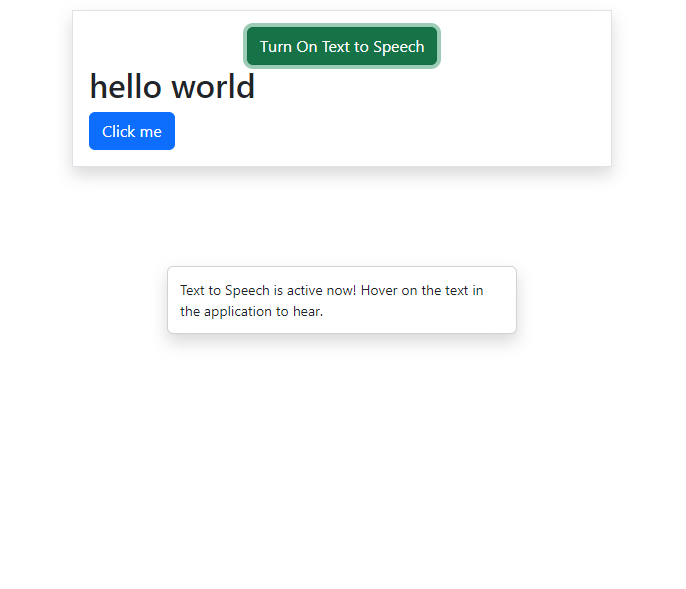 Turn On Text to Speech
hello world
Click me
Text to Speech is active now! Hover on the text in
the application to hear.